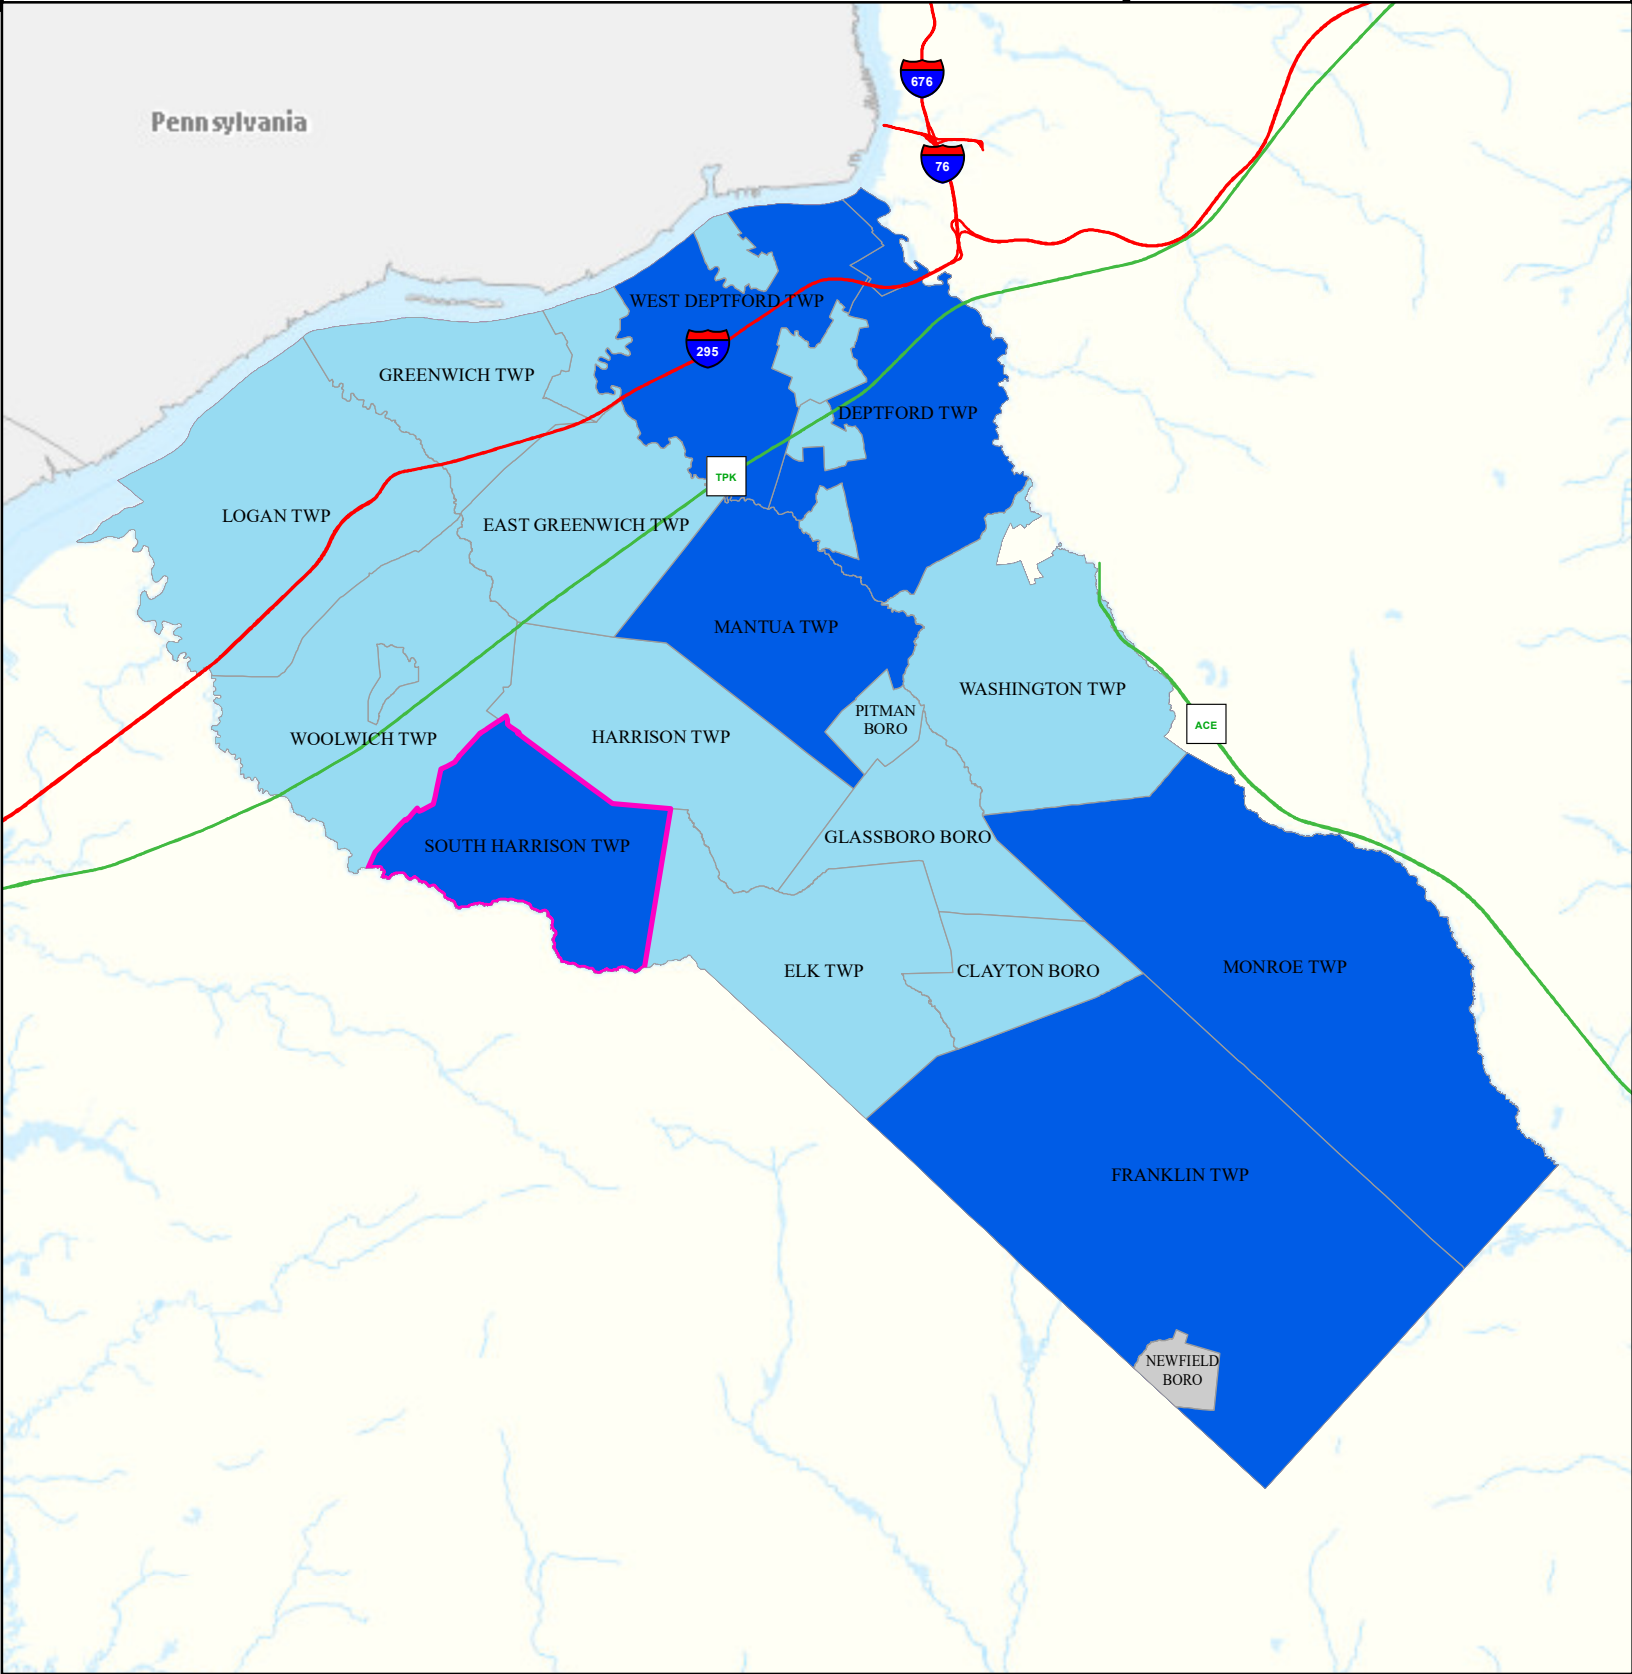 676
Pennsylvania
76
WEST DEPTFORD TWP
295
GREENWICH TWP
DEPTFORD TWP
TPK
LOGAN TWP
EAST GREENWICH TWP
MANTUA TWP
WASHINGTON TWP
PITMAN
BORO
ACE
WOOLWICH TWP
HARRISON TWP
GLASSBORO BORO
SOUTH HARRISON TWP
MONROE TWP
ELK TWP
CLAYTON BORO
FRANKLIN TWP
NEWFIELD
BORO